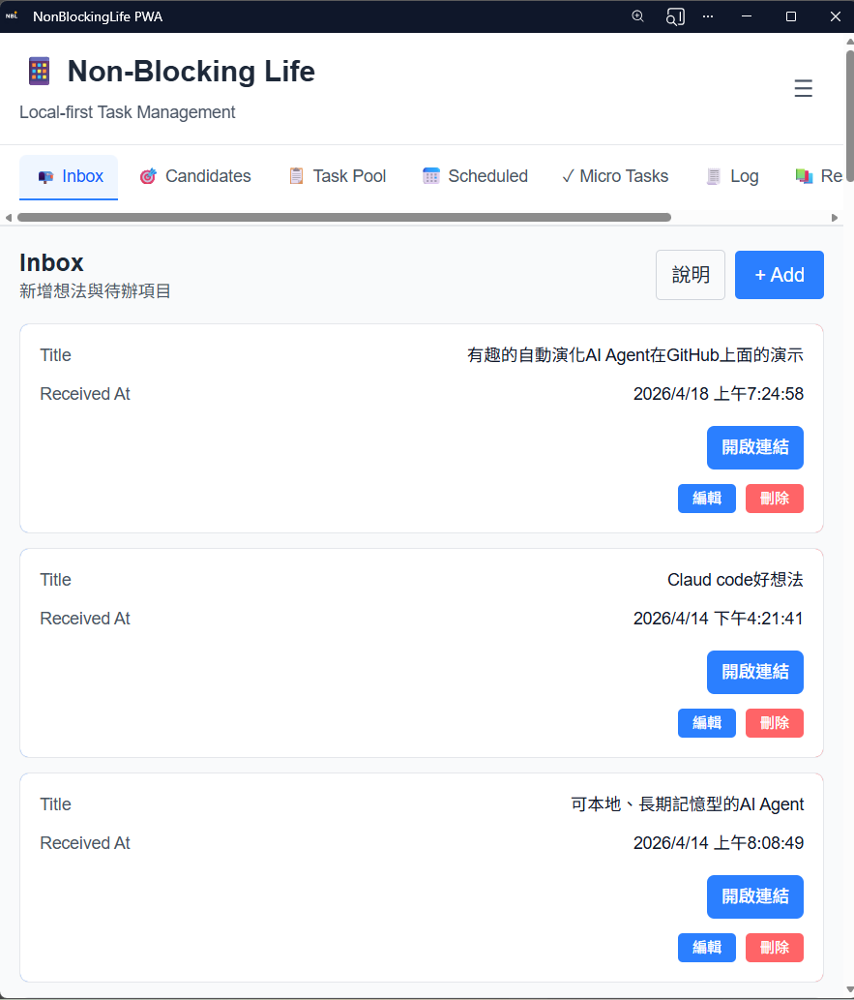 NBL NonBlockingLife PWA
Non-Blocking Life
Local-first Task Management
Inbox Candidates Task Pool Scheduled ✓ Micro Tasks Log Re
Inbox
新增想法與待辦項目
說明 + Add
Title 有趣的自動演化AI Agent在GitHub上面的演示
Received At 2026/4/18 上午7:24:58
開啟連結
編輯 刪除
Title Claud code好想法
Received At 2026/4/14 下午4:21:41
開啟連結
編輯 刪除
Title 可本地、長期記憶型的AI Agent
Received At 2026/4/14 上午8:08:49
開啟連結
編輯 刪除